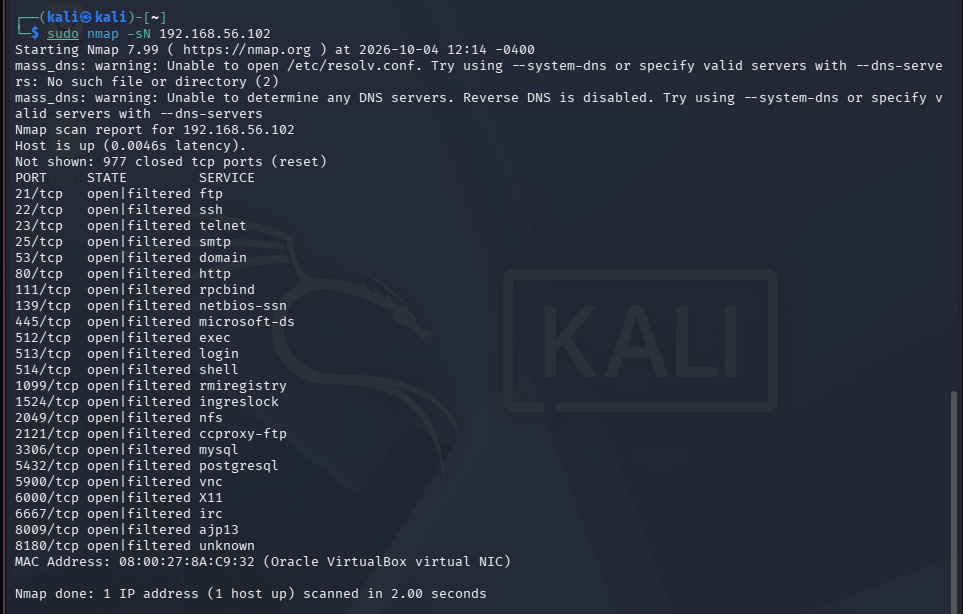 ┌──(kali㉿kali)-[~]
└─$ sudo nmap -sN 192.168.56.102
Starting Nmap 7.99 ( https://nmap.org ) at 2026-10-04 12:14 -0400
mass_dns: warning: Unable to open /etc/resolv.conf. Try using --system-dns or specify valid servers with --dns-serve
rs: No such file or directory (2)
mass_dns: warning: Unable to determine any DNS servers. Reverse DNS is disabled. Try using --system-dns or specify v
alid servers with --dns-servers
Nmap scan report for 192.168.56.102
Host is up (0.0046s latency).
Not shown: 977 closed tcp ports (reset)
PORT     STATE         SERVICE
21/tcp   open|filtered ftp
22/tcp   open|filtered ssh
23/tcp   open|filtered telnet
25/tcp   open|filtered smtp
53/tcp   open|filtered domain
80/tcp   open|filtered http
111/tcp  open|filtered rpcbind
139/tcp  open|filtered netbios-ssn
445/tcp  open|filtered microsoft-ds
512/tcp  open|filtered exec
513/tcp  open|filtered login
514/tcp  open|filtered shell
1099/tcp open|filtered rmiregistry
1524/tcp open|filtered ingreslock
2049/tcp open|filtered nfs
2121/tcp open|filtered ccproxy-ftp
3306/tcp open|filtered mysql
5432/tcp open|filtered postgresql
5900/tcp open|filtered vnc
6000/tcp open|filtered X11
6667/tcp open|filtered irc
8009/tcp open|filtered ajp13
8180/tcp open|filtered unknown
MAC Address: 08:00:27:8A:C9:32 (Oracle VirtualBox virtual NIC)
Nmap done: 1 IP address (1 host up) scanned in 2.00 seconds
KALI